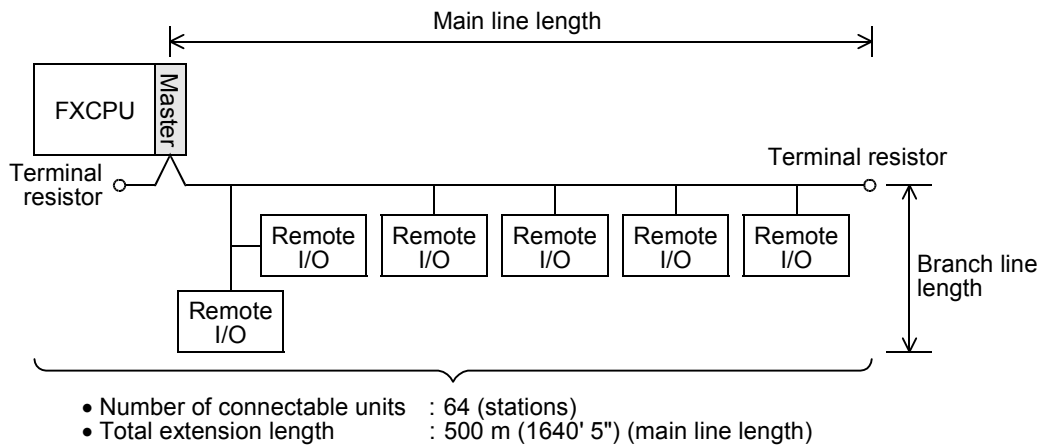 Main line length
FXCPU
Master
Terminal
resistor
Terminal resistor
Remote
I/O
Remote
I/O
Remote
I/O
Remote
I/O
Remote
I/O
Remote
I/O
Branch line
length
• Number of connectable units : 64 (stations)
• Total extension length : 500 m (1640' 5") (main line length)